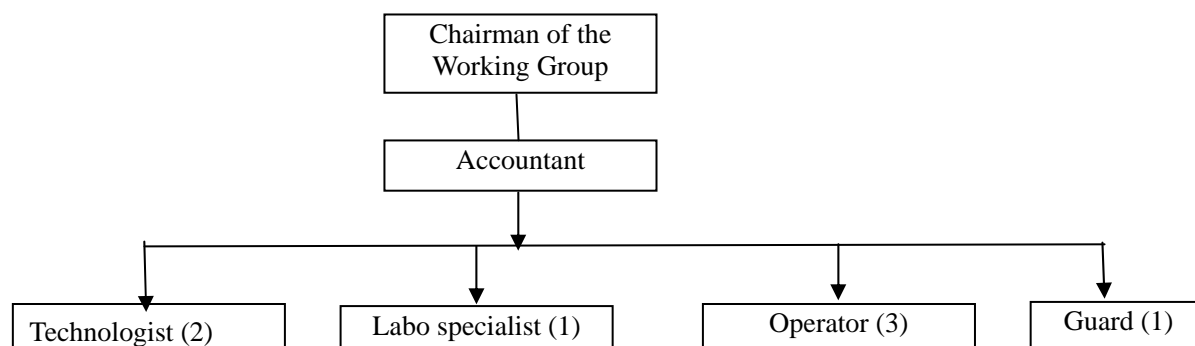 Chairman of the
Working Group
Accountant
Technologist (2)
Labo specialist (1)
Operator (3)
Guard (1)